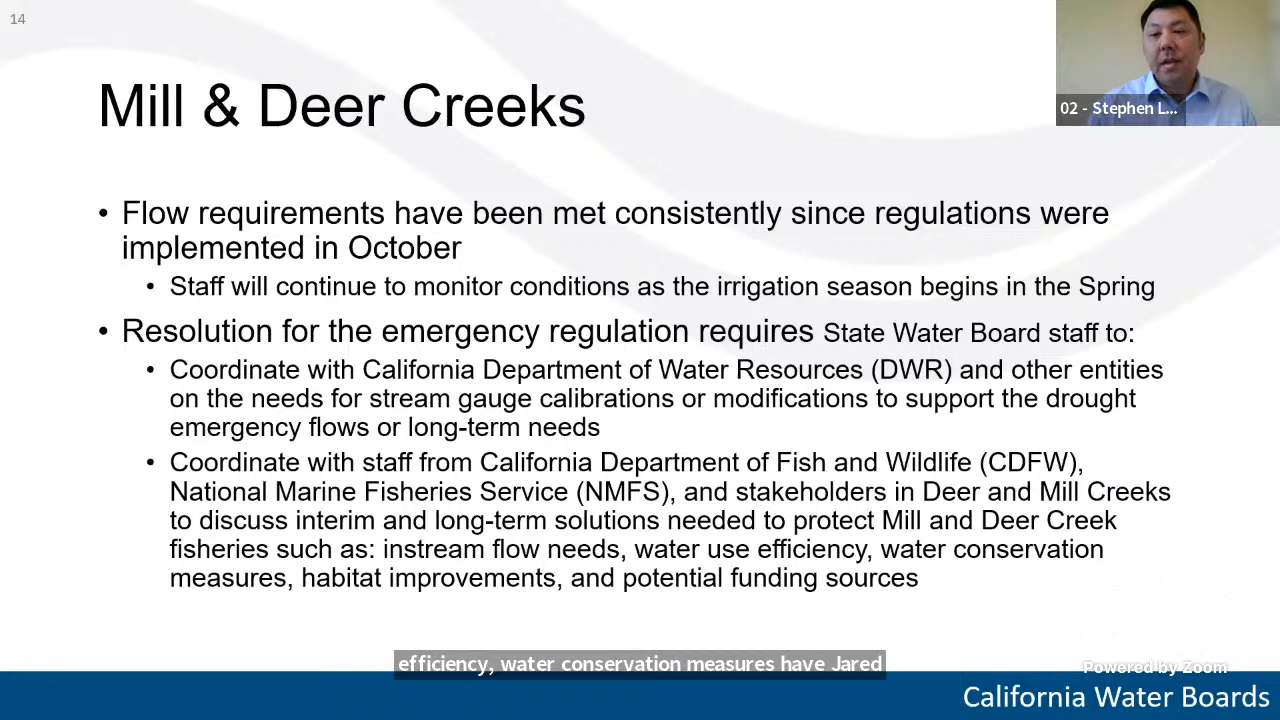 14
Mill & Deer Creeks
02 - Stephen L...
• Flow requirements have been met consistently since regulations were
implemented in October
• Staff will continue to monitor conditions as the irrigation season begins in the Spring
• Resolution for the emergency regulation requires State Water Board staff to:
• Coordinate with California Department of Water Resources (DWR) and other entities
on the needs for stream gauge calibrations or modifications to support the drought
emergency flows or long-term needs
• Coordinate with staff from California Department of Fish and Wildlife (CDFW),
National Marine Fisheries Service (NMFS), and stakeholders in Deer and Mill Creeks
to discuss interim and long-term solutions needed to protect Mill and Deer Creek
fisheries such as: instream flow needs, water use efficiency, water conservation
measures, habitat improvements, and potential funding sources
efficiency, water conservation measures have Jared
Powered by Zoom
California Water Boards